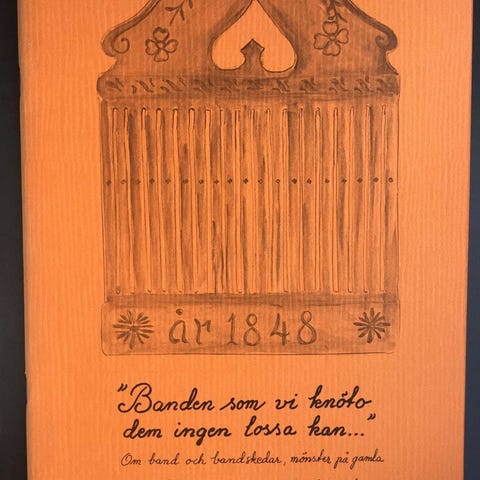 år 1848
"Banden som vi knöto
dem ingen lossa kan..."
Om band och bandskedar, mönster på gamla